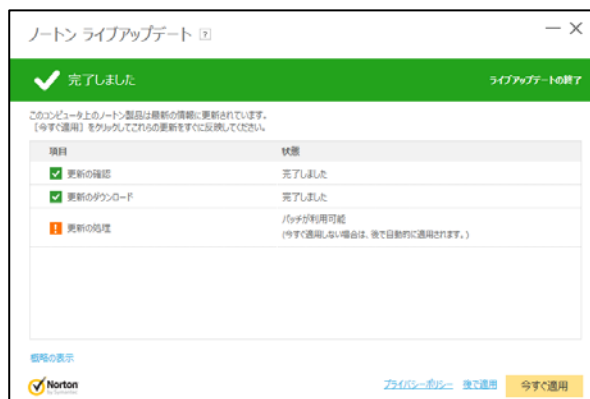 ノートン ライブアップデート ?
完了しました
ライブアップデートの終了
このコンピュータ上のノートン製品は最新の情報に更新されています。
［今すぐ適用］をクリックしてこれらの更新をすぐに反映してください。
項目 状態
更新の確認 完了しました
更新のダウンロード 完了しました
更新の処理 パッチが利用可能
(今すぐ適用しない場合は、後で自動的に適用されます。)
概略の表示
Norton
by Symantec
プライバシーポリシー 後で適用 今すぐ適用